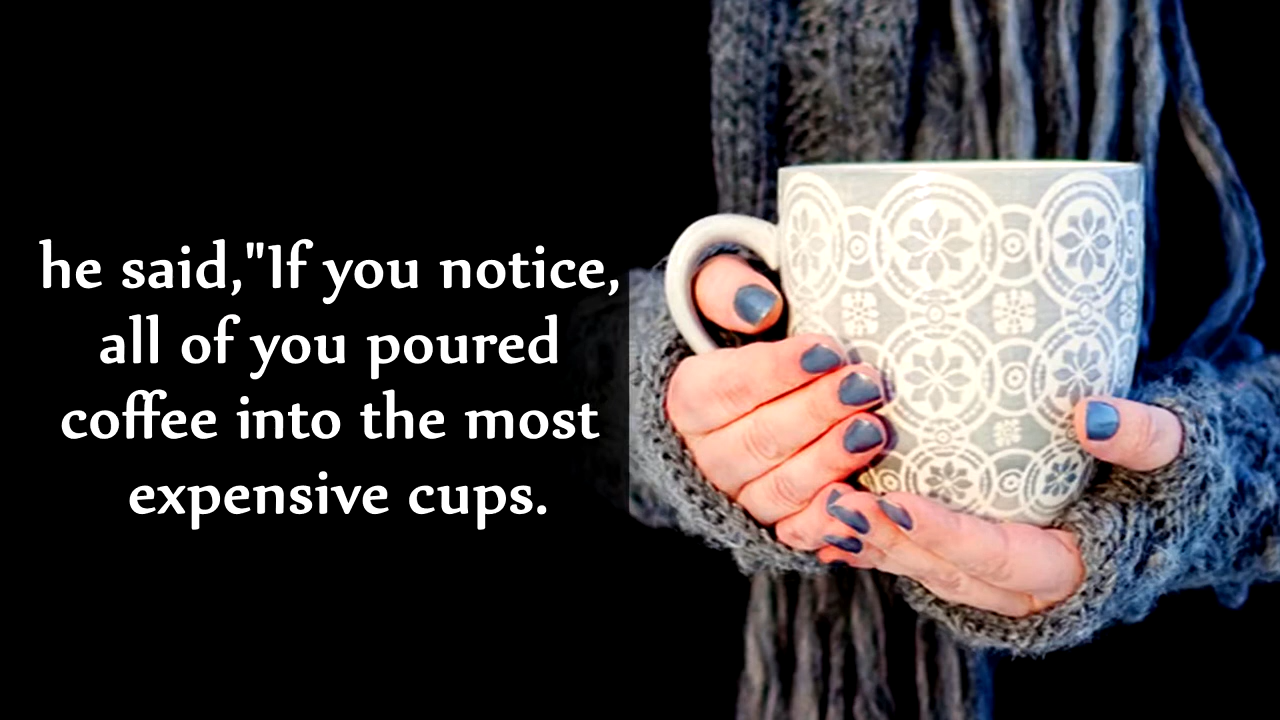 he said,"If you notice,
all of you poured
coffee into the most
expensive cups.